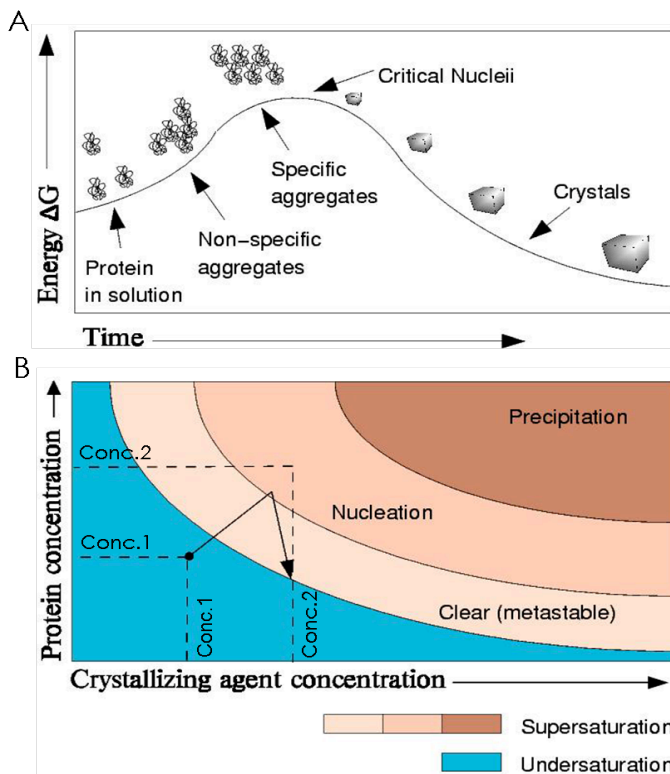 A
Energy ΔG
Critical Nucleii
Specific
aggregates
Non-specific
aggregates
Protein
in solution
Crystals
Time
B
Protein concentration
Conc.2
Conc.1
Precipitation
Nucleation
Clear (metastable)
Conc.1
Conc.2
Crystallizing agent concentration
Supersaturation
Undersaturation